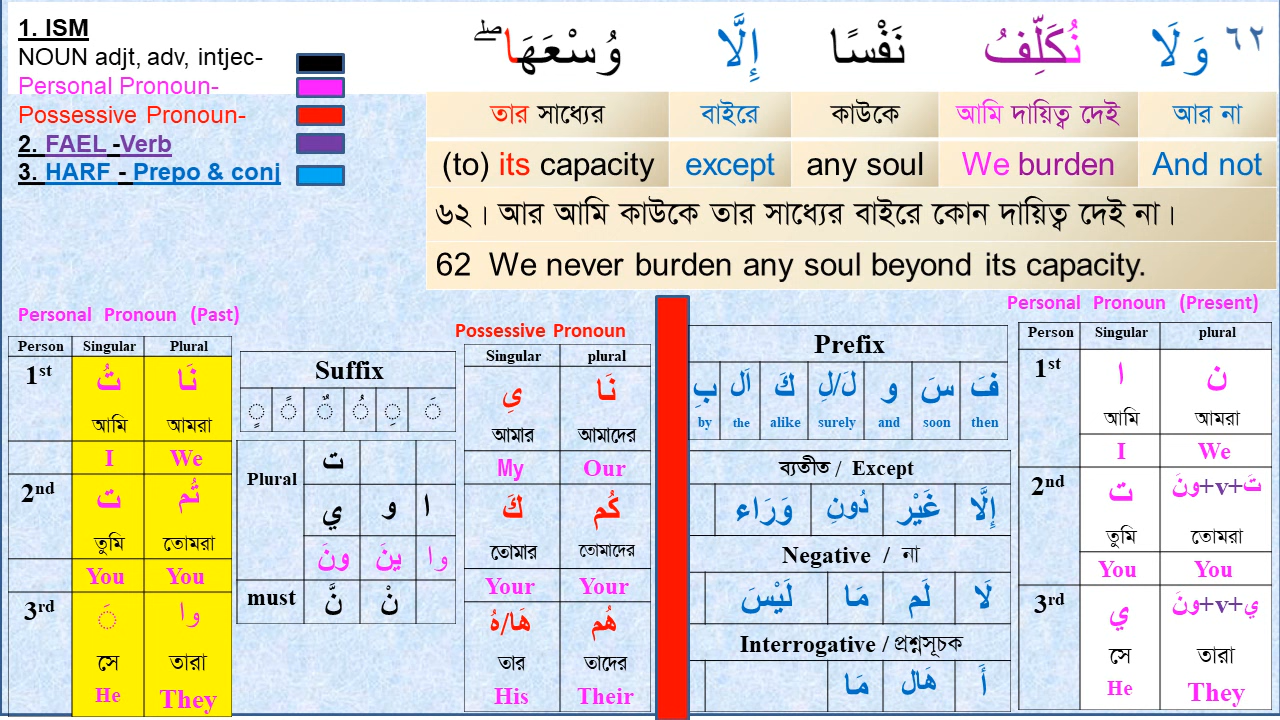 1. ISM
NOUN adjt, adv, intjec-
Personal Pronoun-
Possessive Pronoun-
2. FAEL -Verb
3. HARF - Prepo & conj
٦٢ وَلَا نُكَلِّفُ نَفْسًا إِلَّا وُسْعَهَا ۖ
তার সাধ্যের বাইরে কাউকে আমি দায়িত্ব দেই আর না
(to) its capacity except any soul We burden And not
৬২। আর আমি কাউকে তার সাধ্যের বাইরে কোন দায়িত্ব দেই না।
62 We never burden any soul beyond its capacity.
Personal Pronoun (Past)
Person Singular Plural
1st تُ نَا
আমি আমরা
I We
2nd ت تُم
তুমি তোমরা
You You
3rd ـَ وا
সে তারা
He They
Suffix
ـٍ ـً ـٌ ـُ ـِ ـَ
Plural ت
ي و ا
ونَ ينَ وا
must نَّ نْ
Possessive Pronoun
Singular plural
يِ نَا
আমার আমাদের
My Our
كَ كُم
তোমার তোমাদের
Your Your
هَا/هُ هُم
তার তাদের
His Their
Prefix
بِ اَل كَ لَ/لِ و سَ فَ
by the alike surely and soon then
ব্যতীত / Except
وَرَاء دُونِ غَيْر إِلَّا
Negative / না
لَيْسَ مَا لَم لَا
Interrogative / প্রশ্নসূচক
مَا هَال أَ
Personal Pronoun (Present)
Person Singular plural
1st ا ن
আমি আমরা
I We
2nd ت تَ+v+ونَ
তুমি তোমরা
You You
3rd ي ي+v+ونَ
সে তারা
He They